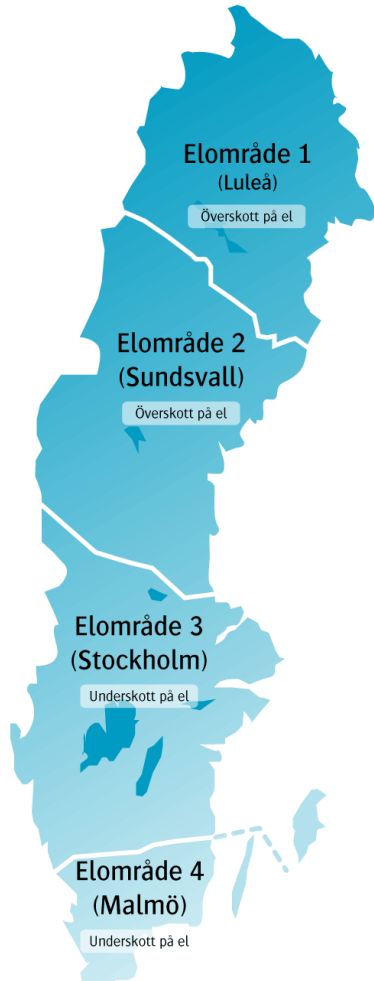 Elområde 1
(Luleå)
Överskott på el
Elområde 2
(Sundsvall)
Överskott på el
Elområde 3
(Stockholm)
Underskott på el
Elområde 4
(Malmö)
Underskott på el